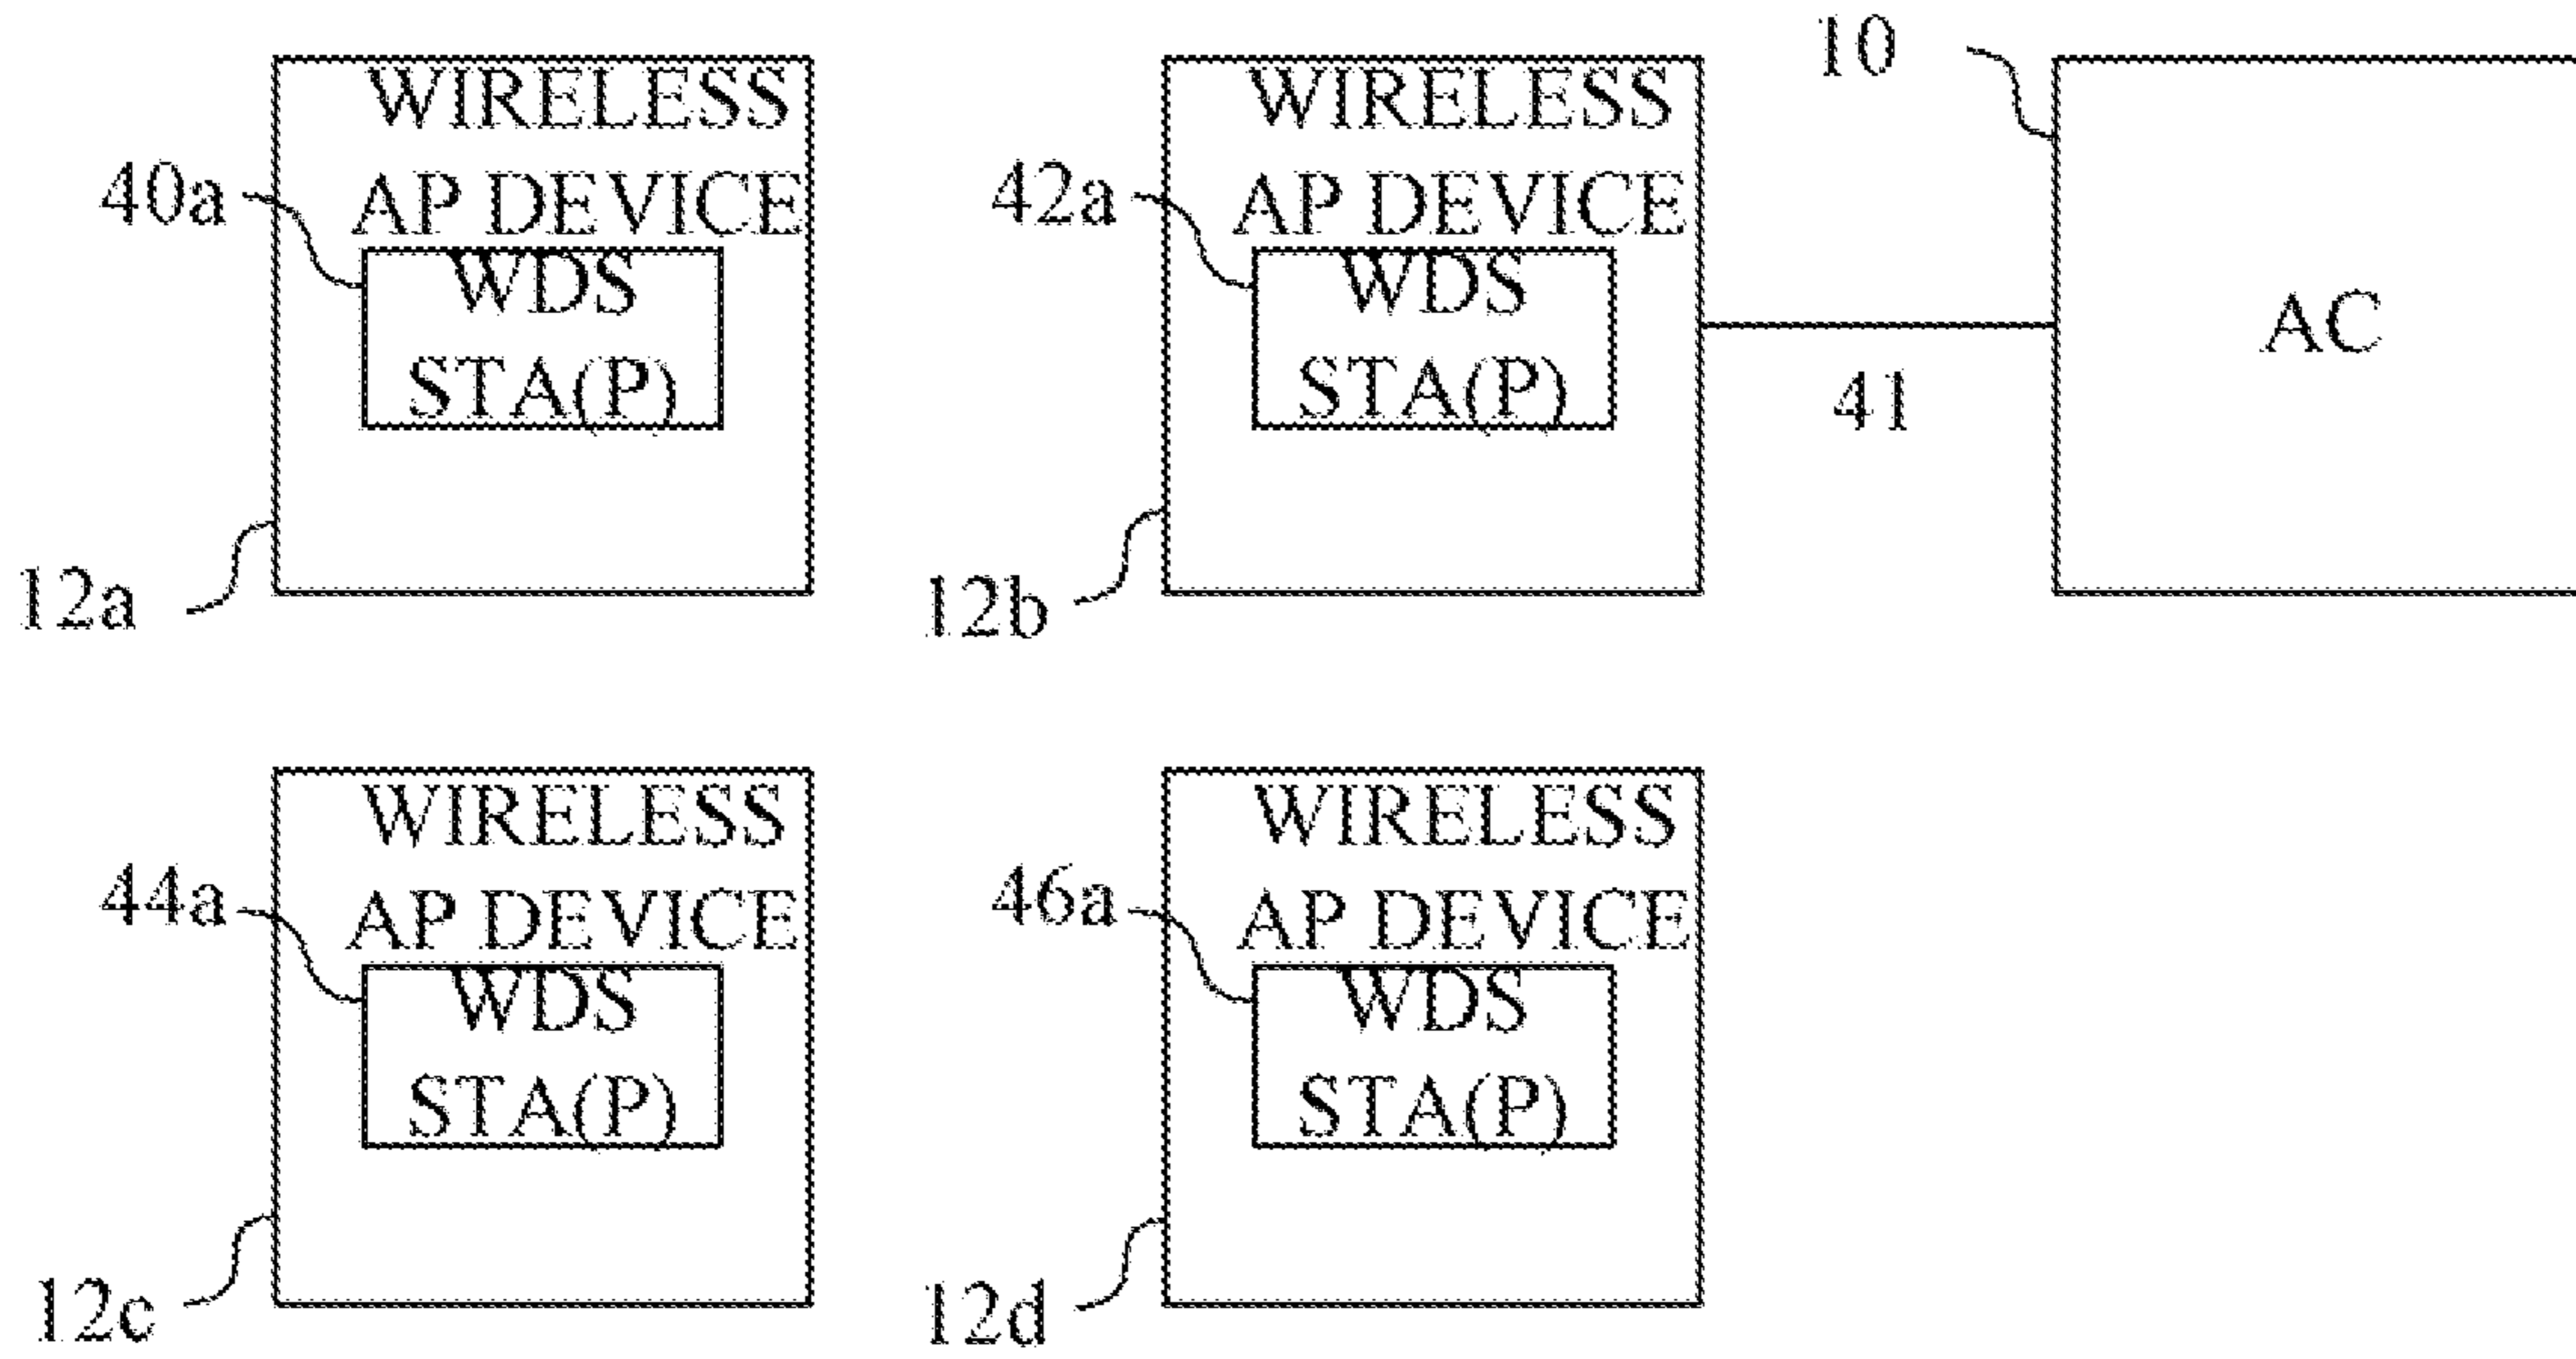 10
WIRELESS
AP DEVICE
40a
WDS
STA(P)
12a
WIRELESS
AP DEVICE
42a
WDS
STA(P)
12b
41
AC
WIRELESS
AP DEVICE
44a
WDS
STA(P)
12c
WIRELESS
AP DEVICE
46a
WDS
STA(P)
12d